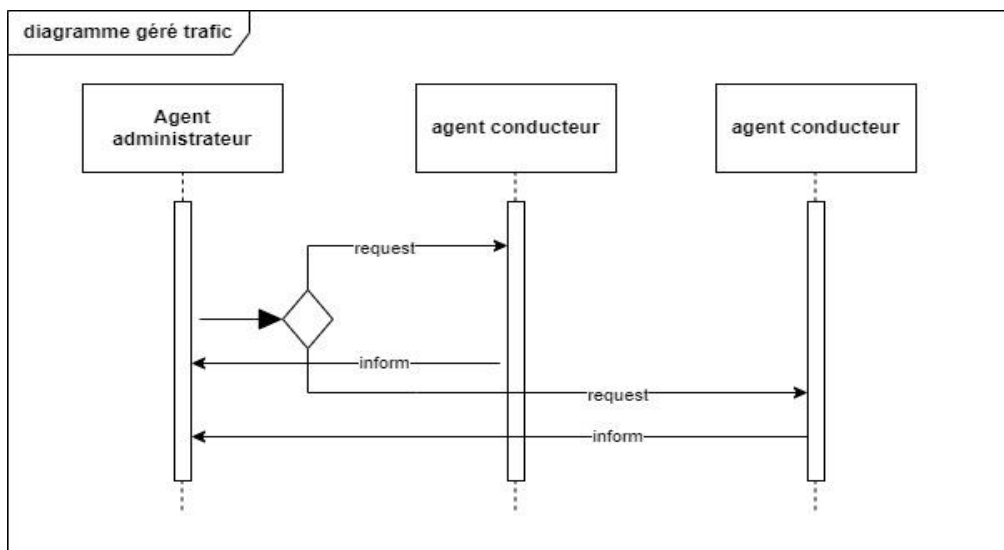 diagramme géré trafic
Agent
administrateur
agent conducteur
agent conducteur
request
inform
request
inform